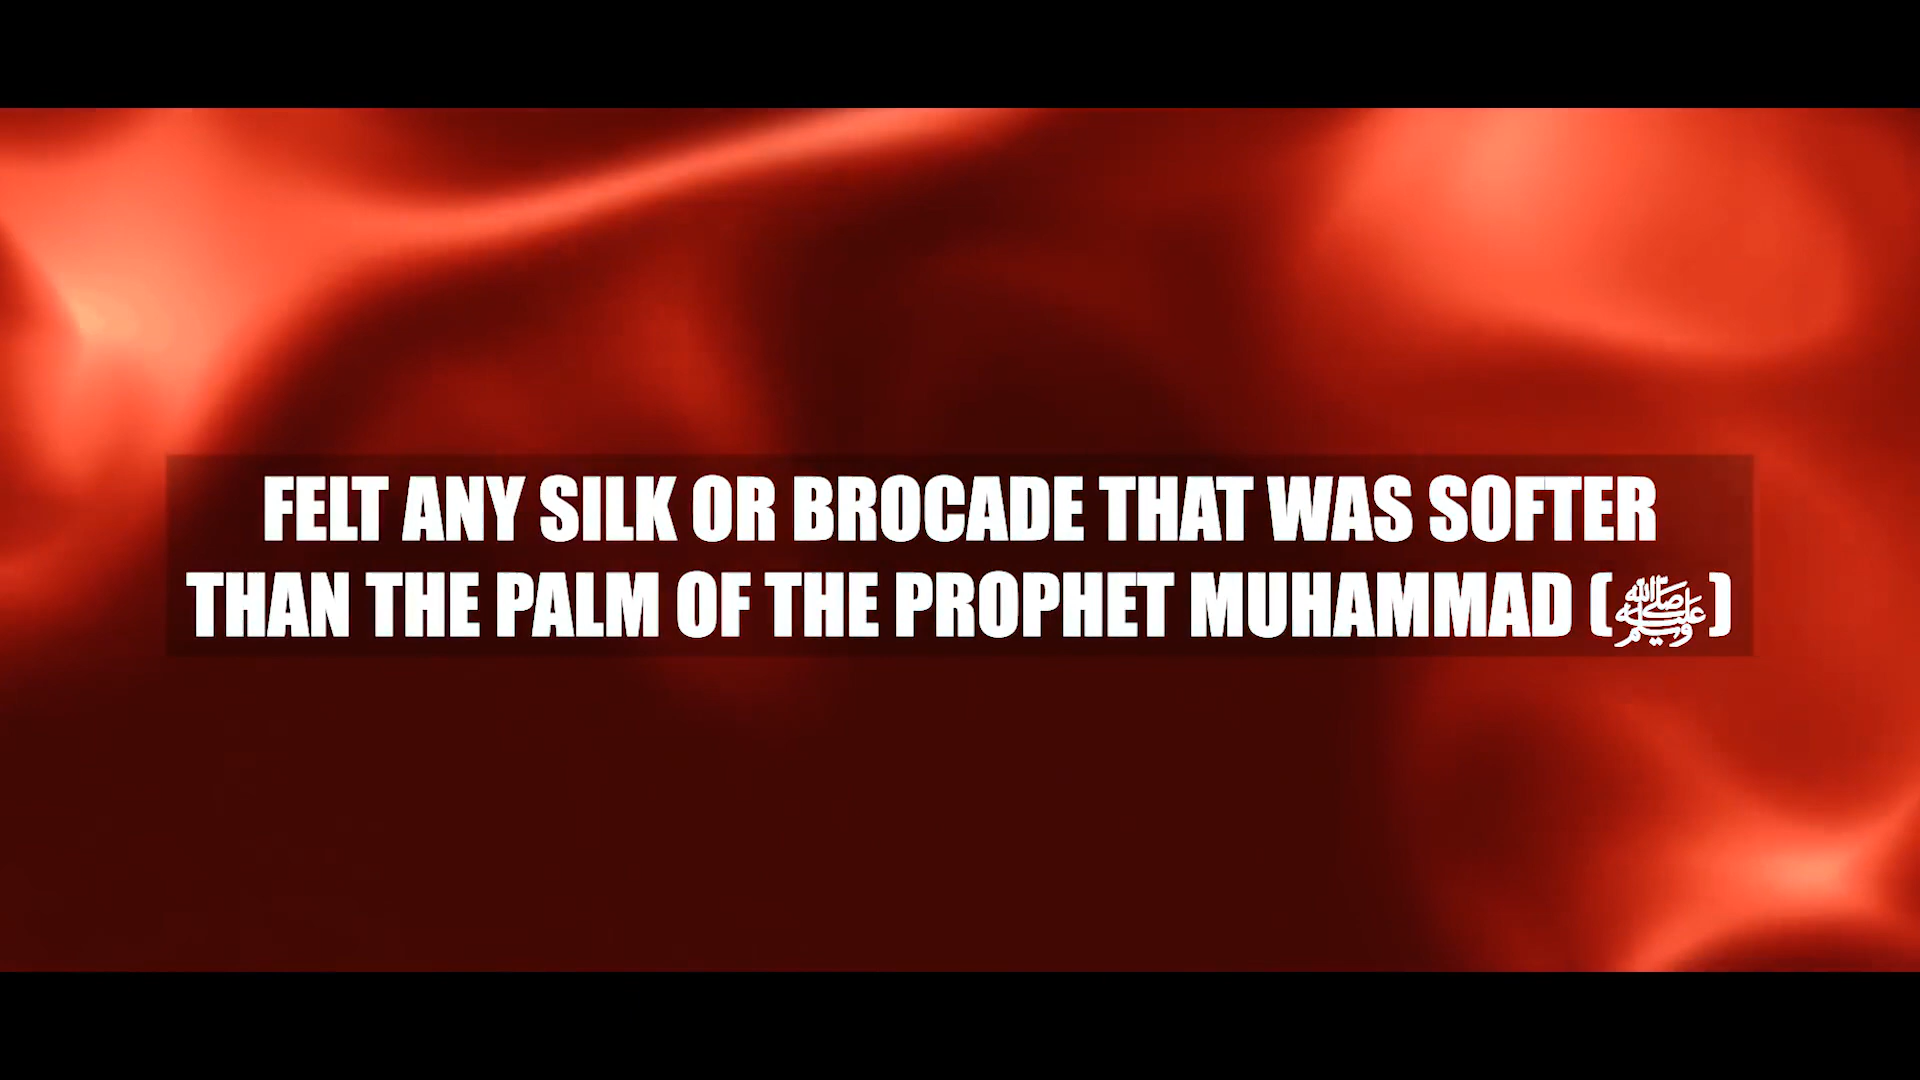 FELT ANY SILK OR BROCADE THAT WAS SOFTER
THAN THE PALM OF THE PROPHET MUHAMMAD (ﷺ)